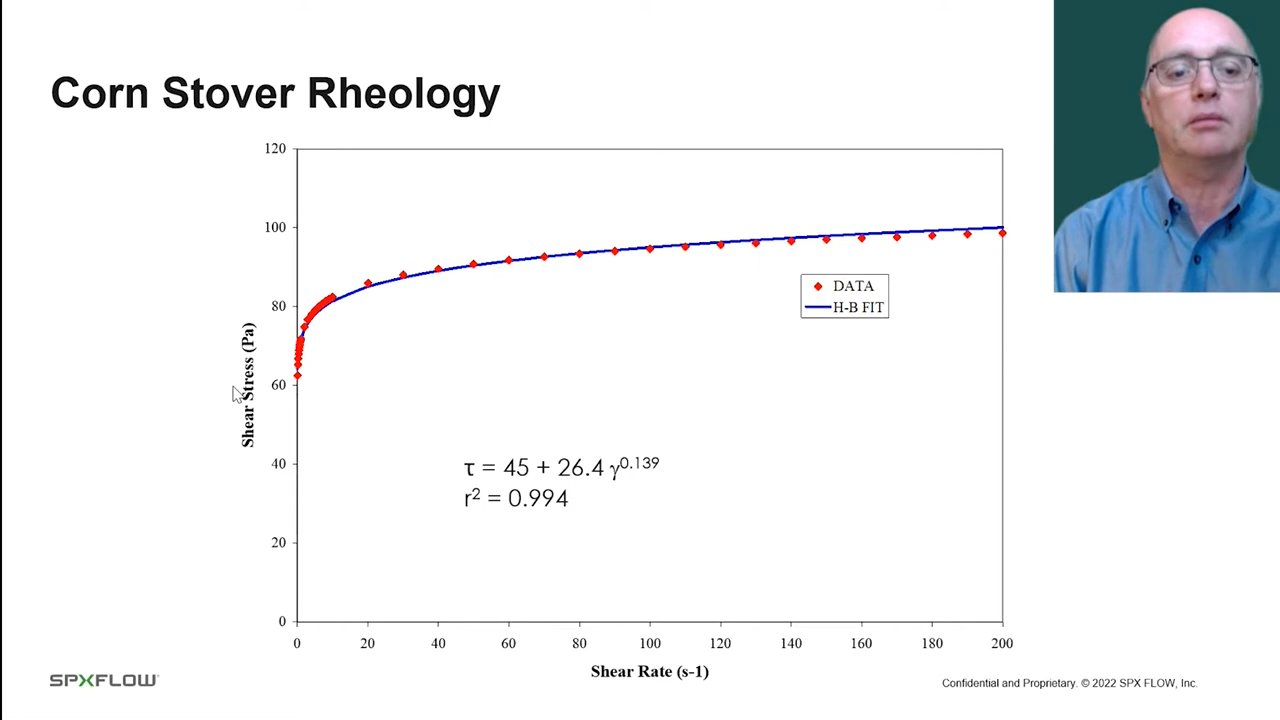 Corn Stover Rheology
120
100
80
60
40
20
0
Shear Stress (Pa)
DATA
H-B FIT
τ = 45 + 26.4 γ^0.139
r² = 0.994
0 20 40 60 80 100 120 140 160 180 200
Shear Rate (s-1)
SPXFLOW
Confidential and Proprietary. © 2022 SPX FLOW, Inc.